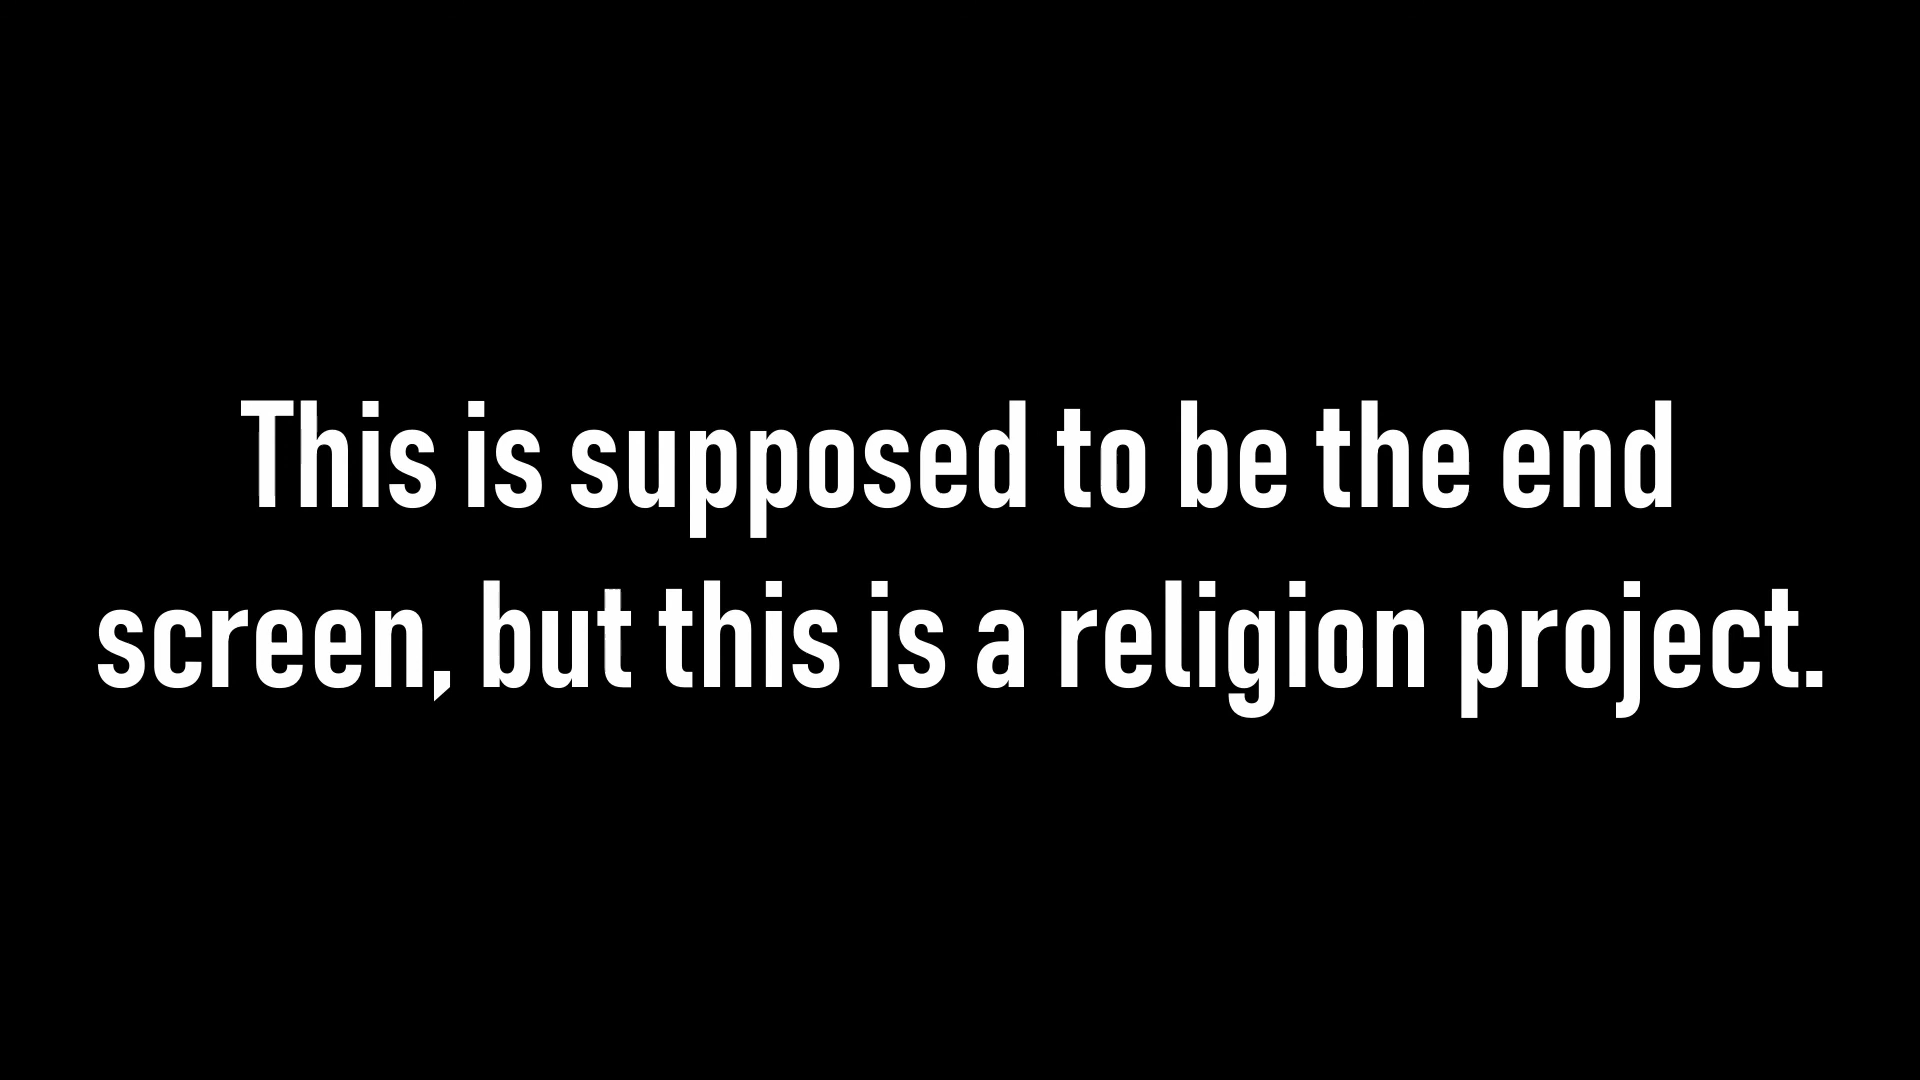 This is supposed to be the end
screen, but this is a religion project.